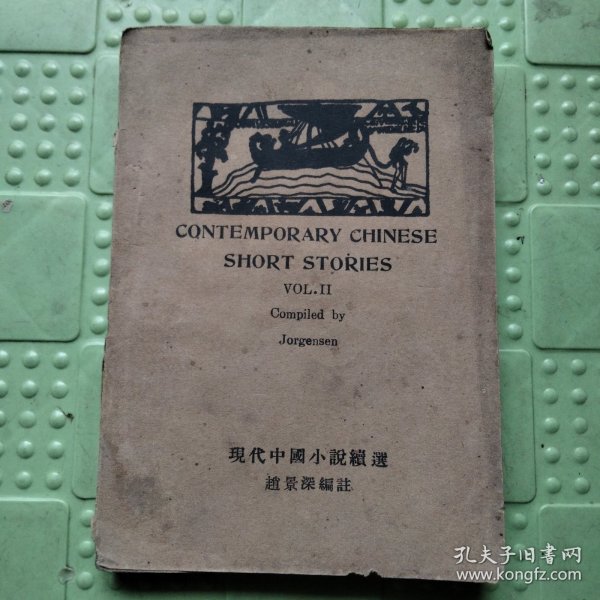 CONTEMPORARY CHINESE
SHORT STORIES
VOL.II
Compiled by
Jorgensen
現代中國小說續選
趙景深編註
孔夫子旧书网
www.kongfz.com